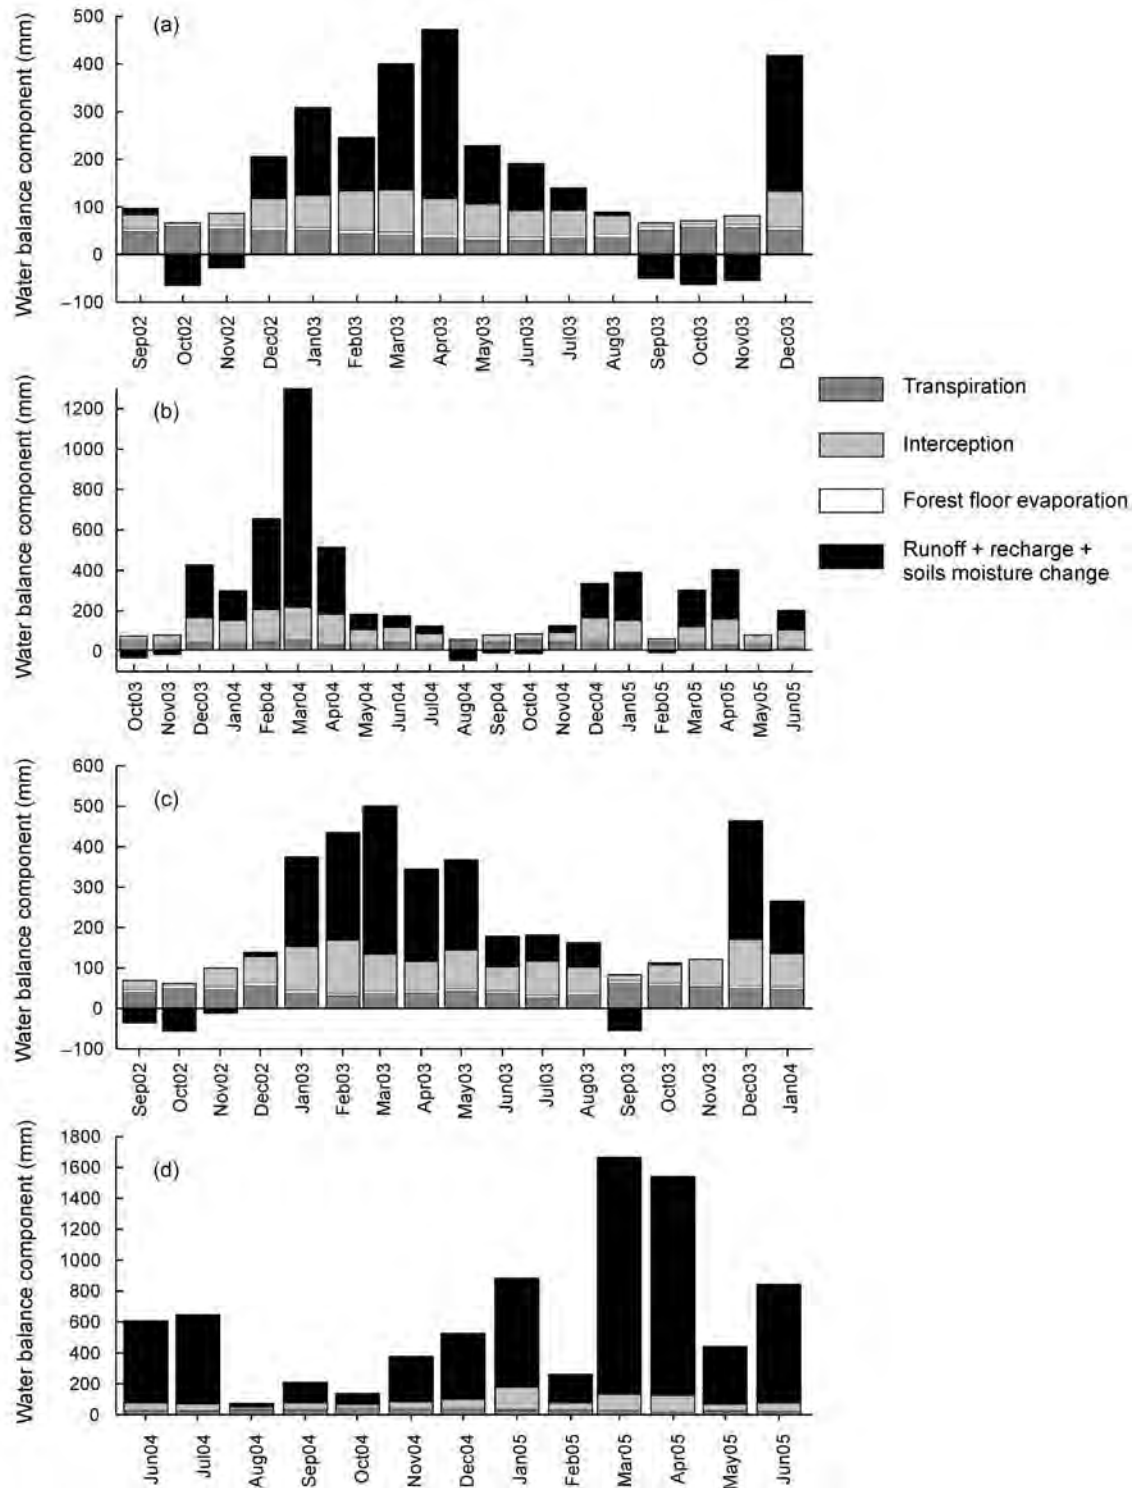 Water balance component (mm)
(a)
500
400
300
200
100
0
–100
Sep02
Oct02
Nov02
Dec02
Jan03
Feb03
Mar03
Apr03
May03
Jun03
Jul03
Aug03
Sep03
Oct03
Nov03
Dec03
Water balance component (mm)
(b)
1200
1000
800
600
400
200
0
Oct03
Nov03
Dec03
Jan04
Feb04
Mar04
Apr04
May04
Jun04
Jul04
Aug04
Sep04
Oct04
Nov04
Dec04
Jan05
Feb05
Mar05
Apr05
May05
Jun05
Transpiration
Interception
Forest floor evaporation
Runoff + recharge +
soils moisture change
Water balance component (mm)
(c)
600
500
400
300
200
100
0
–100
Sep02
Oct02
Nov02
Dec02
Jan03
Feb03
Mar03
Apr03
May03
Jun03
Jul03
Aug03
Sep03
Oct03
Nov03
Dec03
Jan04
Water balance component (mm)
(d)
1800
1600
1400
1200
1000
800
600
400
200
0
Jun04
Jul04
Aug04
Sep04
Oct04
Nov04
Dec04
Jan05
Feb05
Mar05
Apr05
May05
Jun05